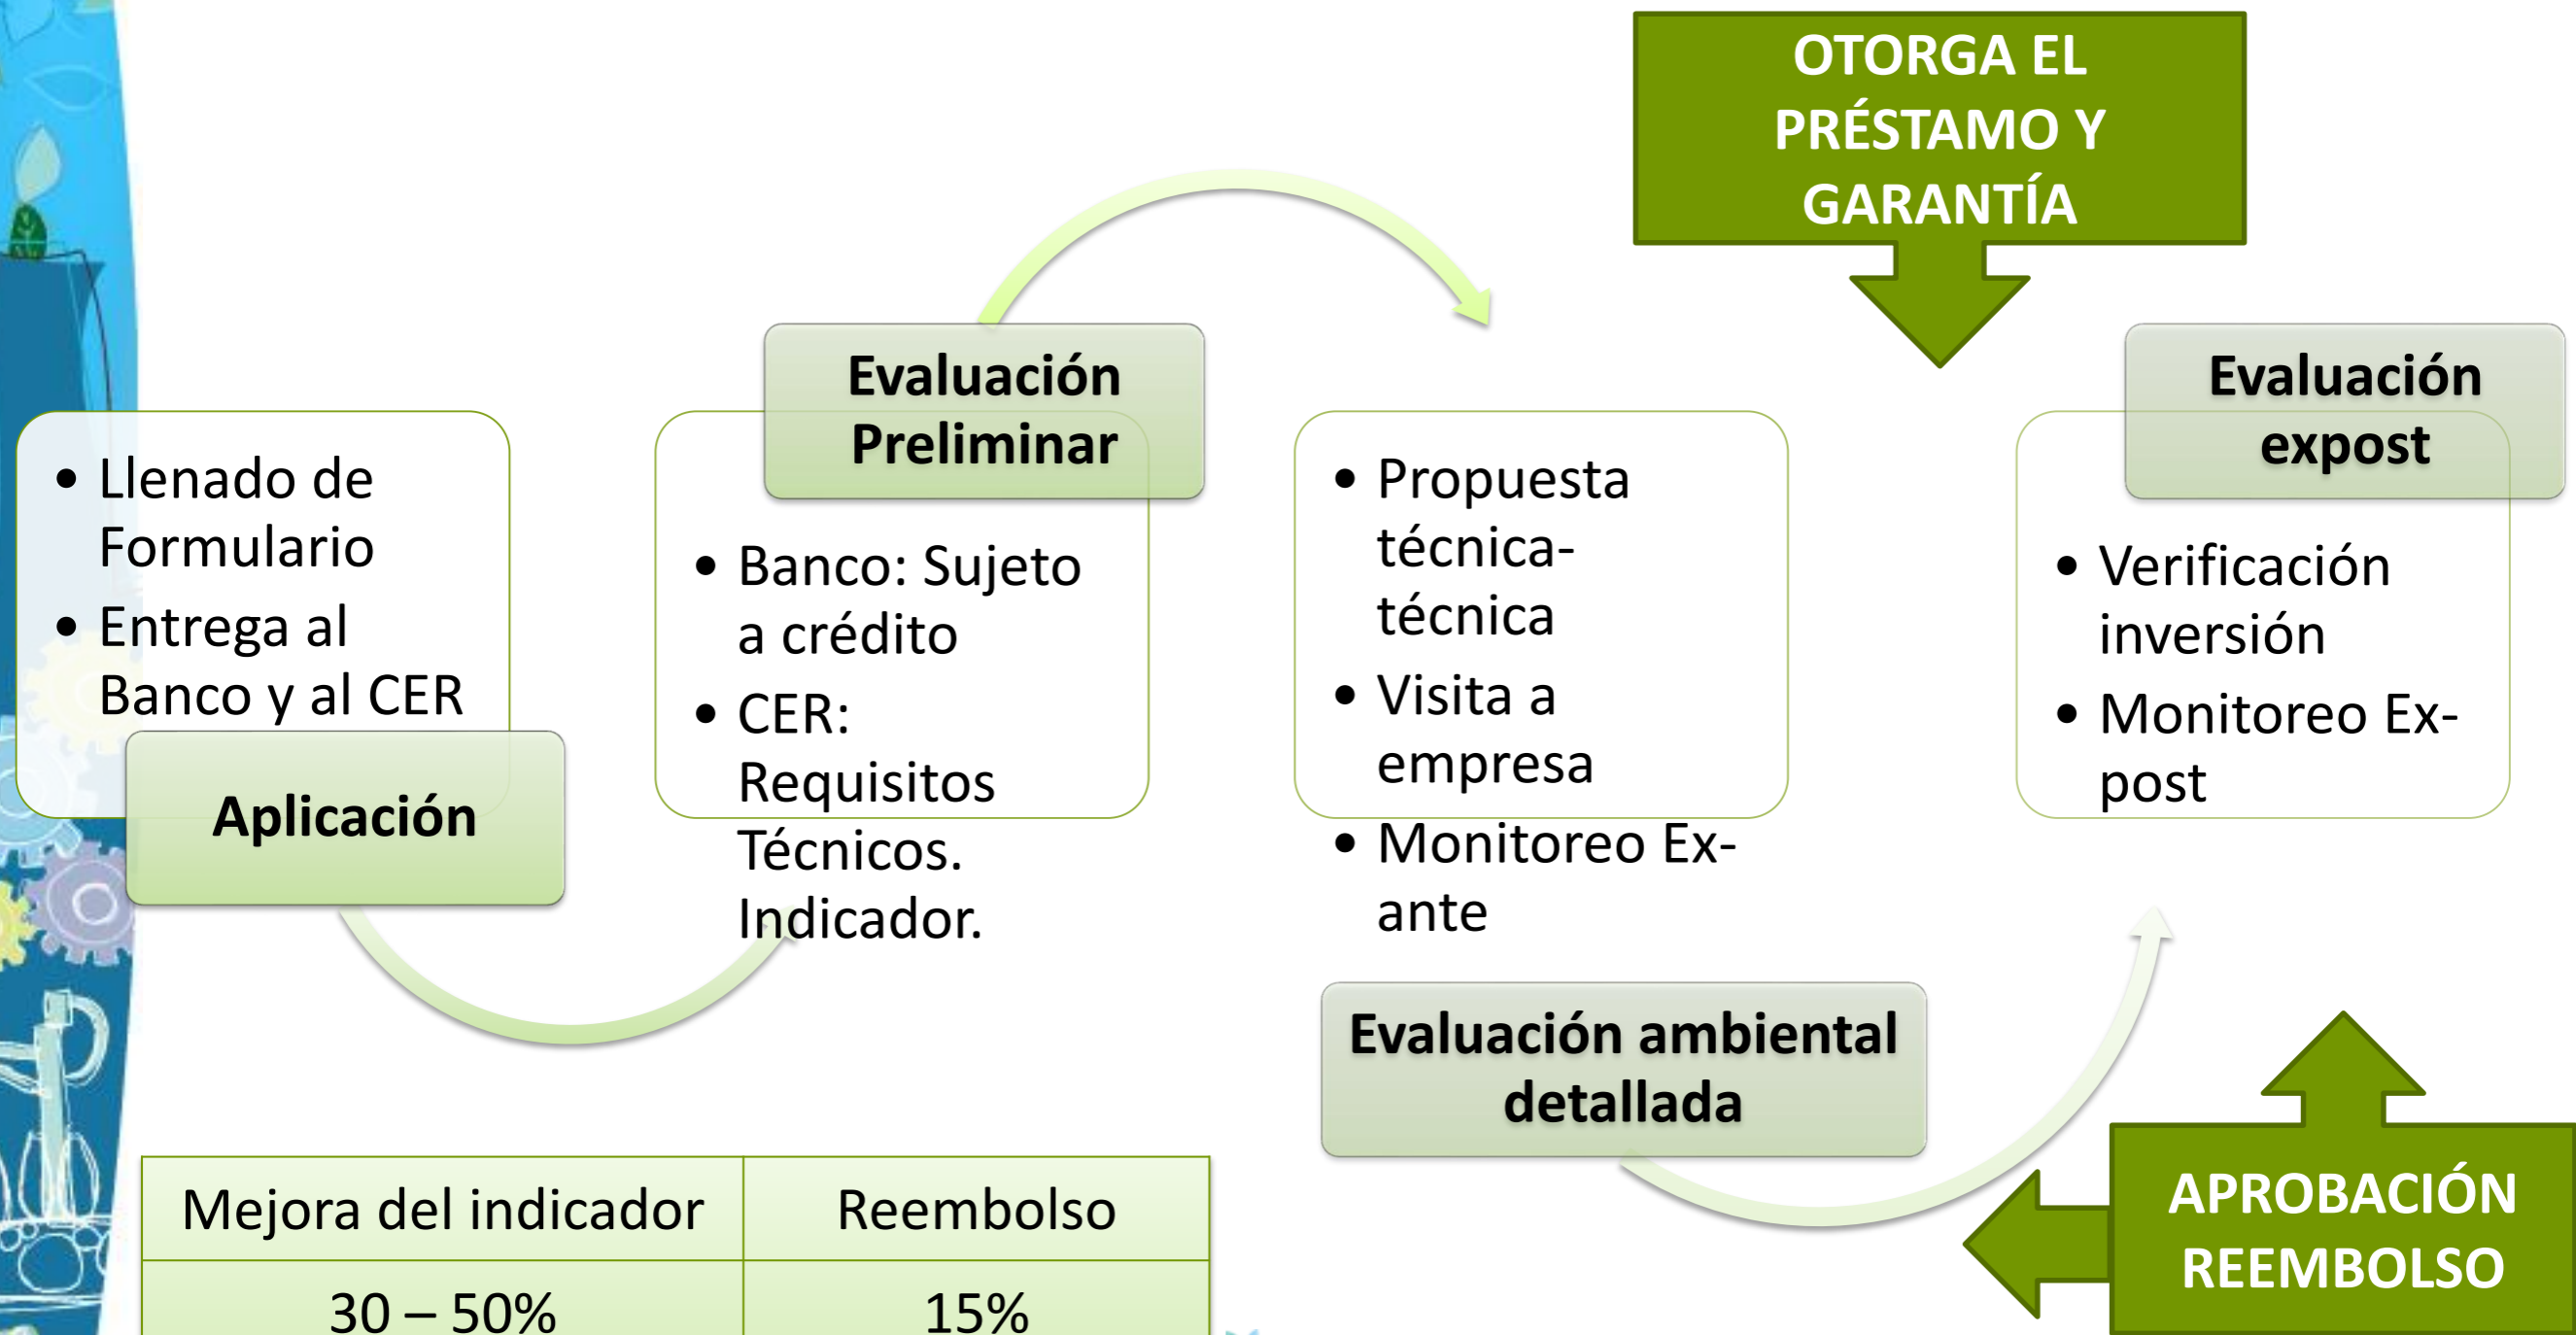 OTORGA EL
PRÉSTAMO Y
GARANTÍA
• Llenado de
Formulario
• Entrega al
Banco y al CER
Aplicación
Evaluación
Preliminar
• Banco: Sujeto
a crédito
• CER:
Requisitos
Técnicos.
Indicador.
• Propuesta
técnica-
técnica
• Visita a
empresa
• Monitoreo Ex-
ante
Evaluación ambiental
detallada
Evaluación
expost
• Verificación
inversión
• Monitoreo Ex-
post
APROBACIÓN
REEMBOLSO
Mejora del indicador Reembolso
30 – 50% 15%